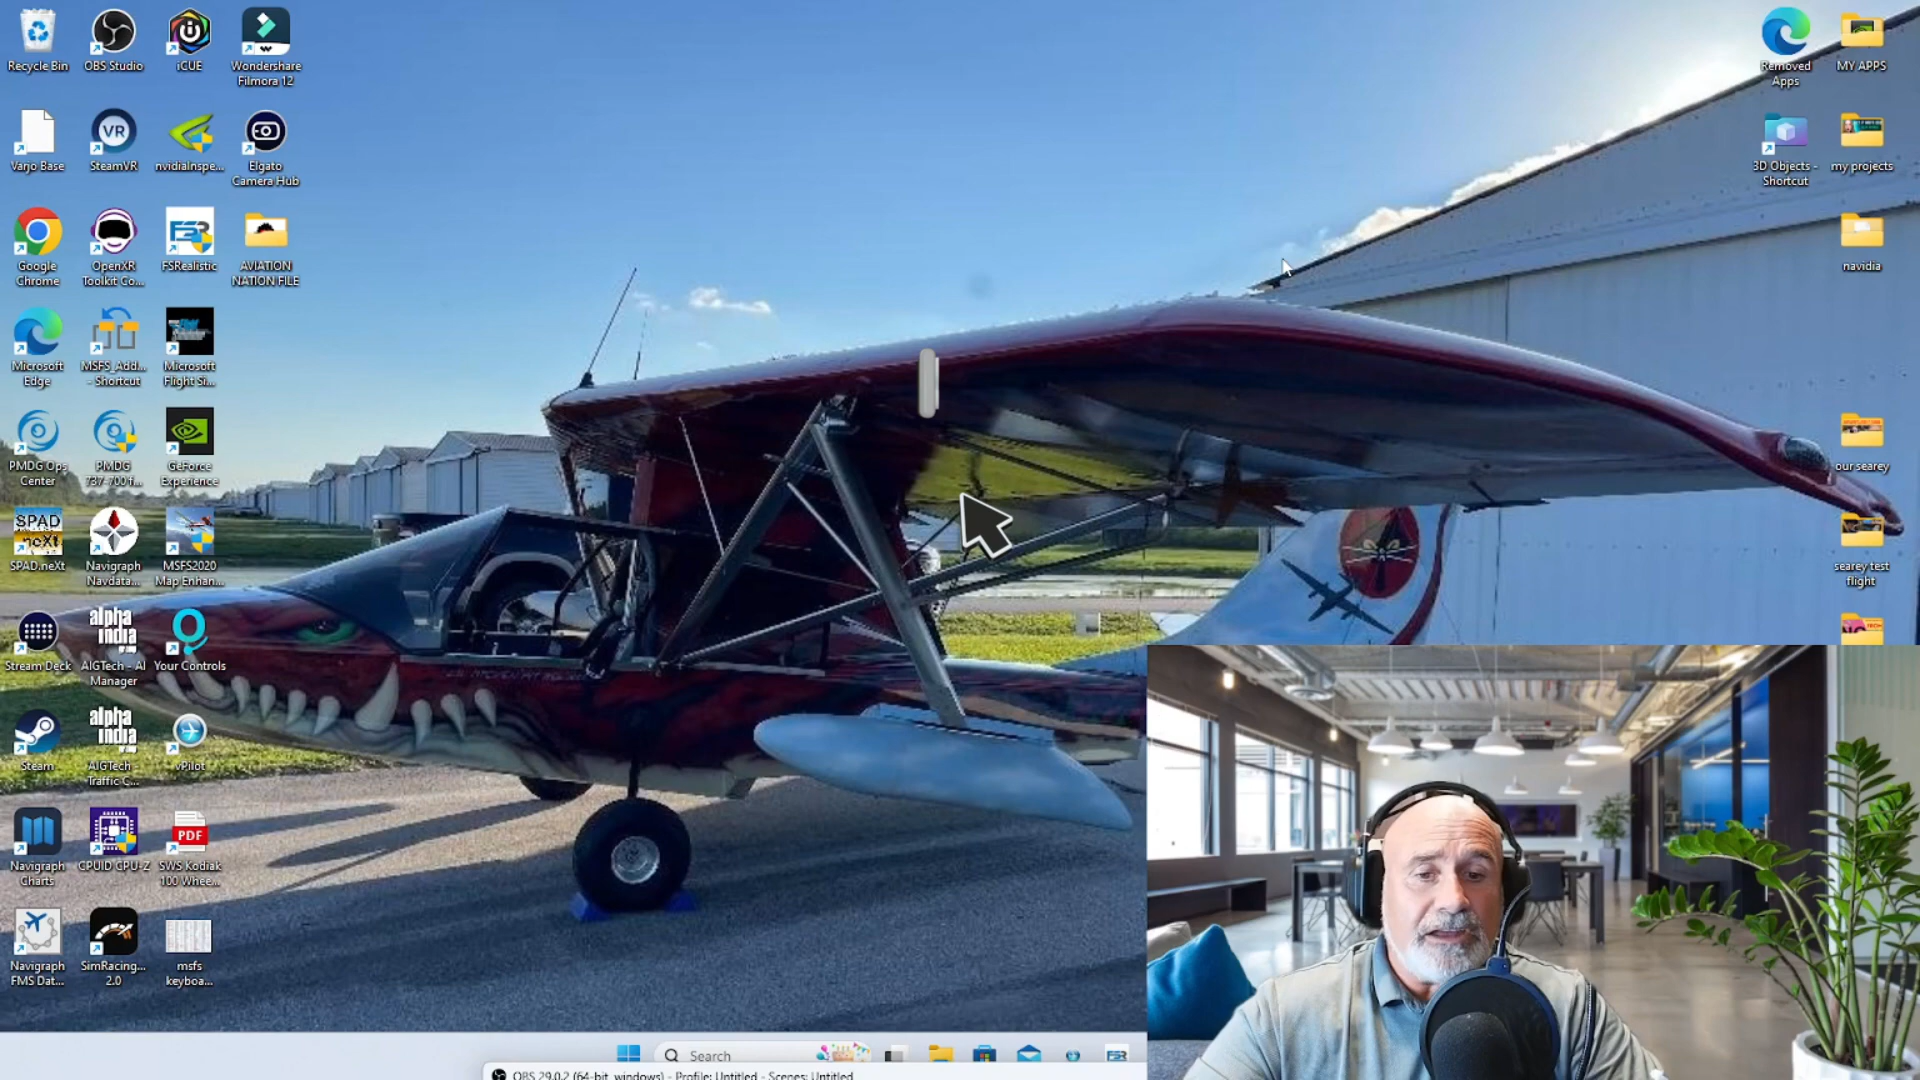 Recycle Bin
OBS Studio
iCUE
Wondershare
Filmora 12
Removed
Apps
MY APPS
Varjo Base
VR
SteamVR
nvidiaInspe...
Elgato
Camera Hub
3D Objects -
Shortcut
my projects
Google
Chrome
OpenXR
Toolkit Co...
FSR
FSRealistic
AVIATION
NATION FILE
navidia
Microsoft
Edge
MSFS_Add...
- Shortcut
Microsoft
Flight Si...
PMDG Ops
Center
PMDG
737-700 f...
GeForce
Experience
our searey
SPAD
neXt
SPAD.neXt
Navigraph
Navdata...
MSFS2020
Map Enhan...
searey test
flight
Stream Deck
alpha
india
AIGTech - AI
Manager
Your Controls
Steam
alpha
india
AIGTech -
Traffic C...
vPilot
Navigraph
Charts
CPUID CPU-Z
PDF
SWS Kodiak
100 Whee...
Navigraph
FMS Dat...
SimRacing...
2.0
msfs
keyboa...
Search
FSR
OBS 29.0.2 (64-bit, windows) - Profile: Untitled - Scenes: Untitled